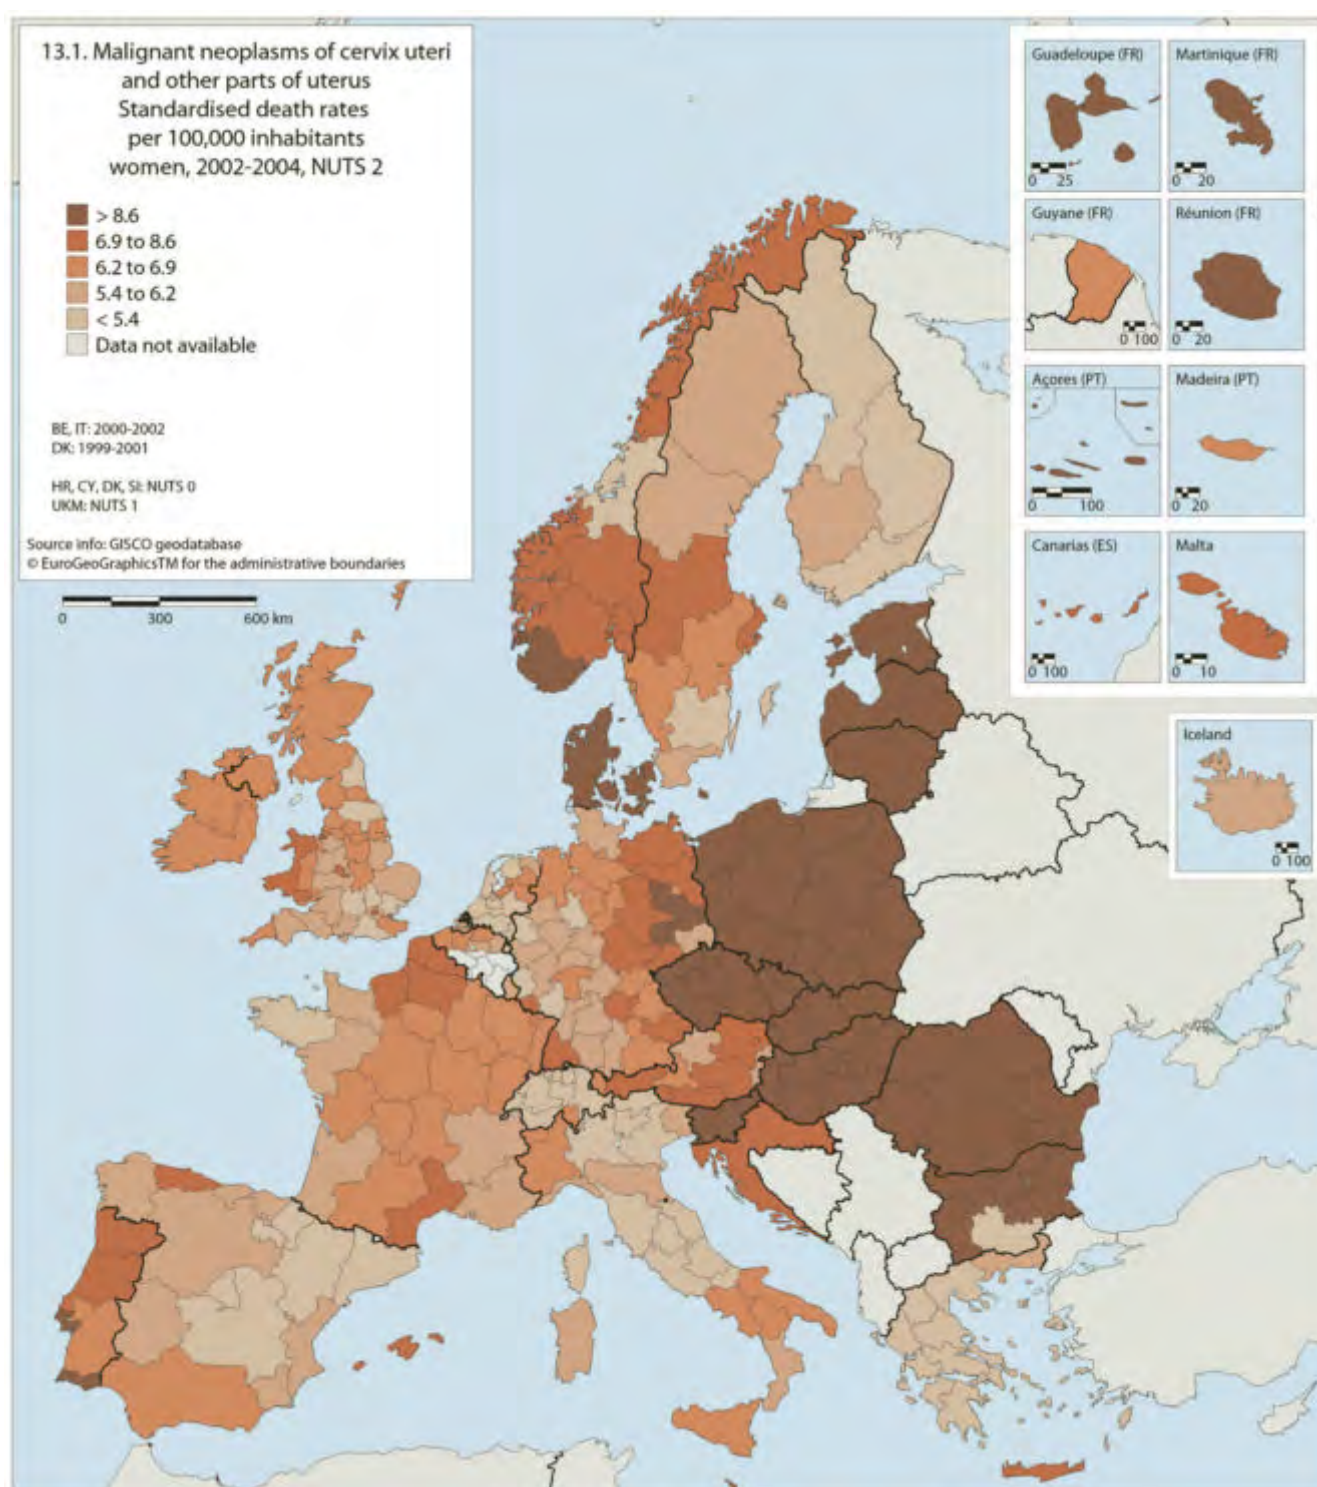 13.1. Malignant neoplasms of cervix uteri
and other parts of uterus
Standardised death rates
per 100,000 inhabitants
women, 2002-2004, NUTS 2
> 8.6
6.9 to 8.6
6.2 to 6.9
5.4 to 6.2
< 5.4
Data not available
BE, IT: 2000-2002
DK: 1999-2001
HR, CY, DK, SI: NUTS 0
UKM: NUTS 1
Source info: GISCO geodatabase
© EuroGeoGraphicsTM for the administrative boundaries
0 300 600 km
Guadeloupe (FR)
0 25
Martinique (FR)
0 20
Guyane (FR)
0 100
Réunion (FR)
0 20
Açores (PT)
0 100
Madeira (PT)
0 20
Canarias (ES)
0 100
Malta
0 10
Iceland
0 100